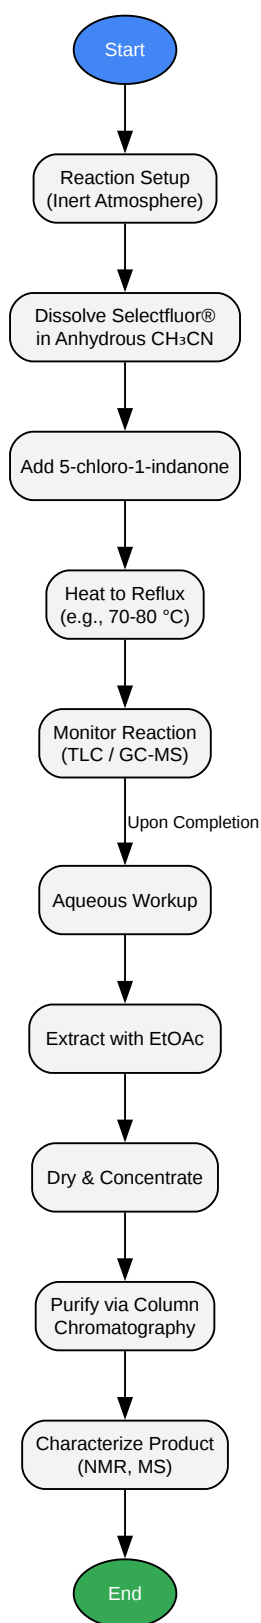 Start
Reaction Setup
(Inert Atmosphere)
Dissolve Selectfluor®
in Anhydrous CH₃CN
Add 5-chloro-1-indanone
Heat to Reflux
(e.g., 70-80 °C)
Monitor Reaction
(TLC / GC-MS)
Upon Completion
Aqueous Workup
Extract with EtOAc
Dry & Concentrate
Purify via Column
Chromatography
Characterize Product
(NMR, MS)
End